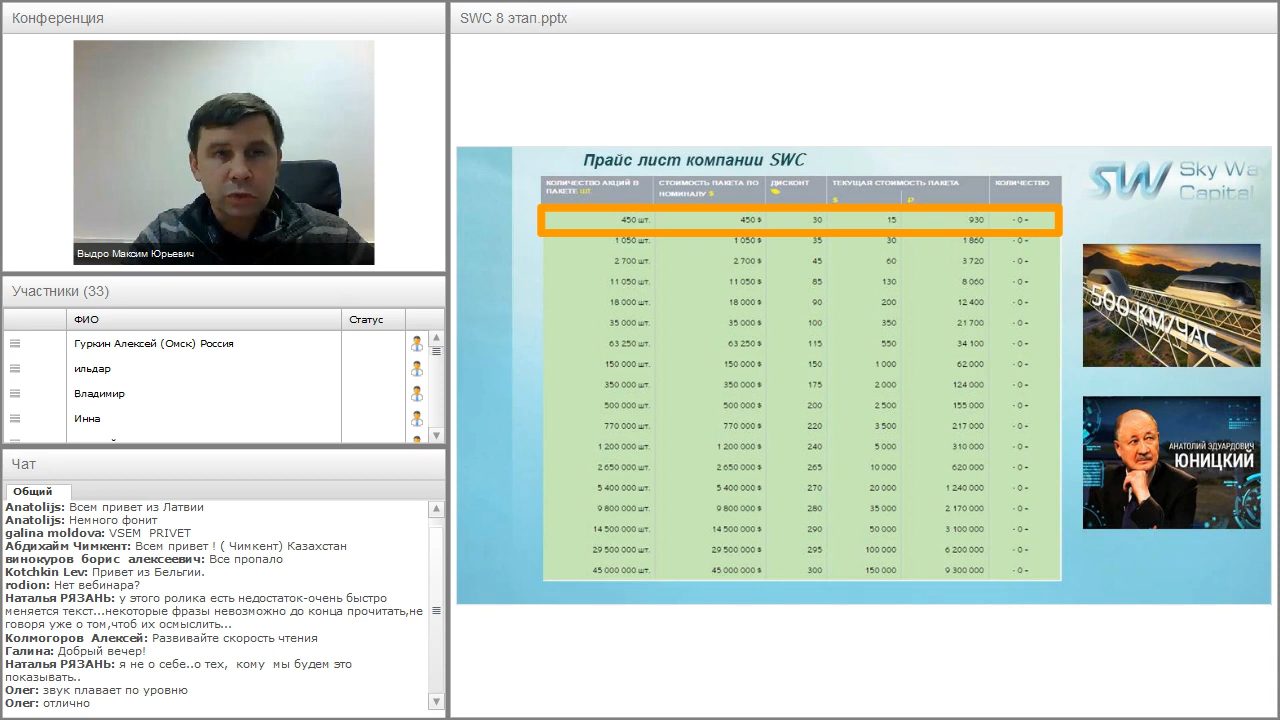 Конференция
Выдро Максим Юрьевич
Участники (33)
ФИО Статус
Гуркин Алексей (Омск) Россия
ильдар
Владимир
Инна
Чат
Общий
Anatolijs: Всем привет из Латвии
Anatolijs: Немного фонит
galina moldova: VSEM PRIVET
Абдихайм Чимкент: Всем привет ! ( Чимкент) Казахстан
винокуров борис алексеевич: Все пропало
Kotchkin Lev: Привет из Бельгии.
rodion: Нет вебинара?
Наталья РЯЗАНЬ: у этого ролика есть недостаток-очень быстро
меняется текст...некоторые фразы невозможно до конца прочитать,не
говоря уже о том,чтоб их осмыслить...
Колмогоров Алексей: Развивайте скорость чтения
Галина: Добрый вечер!
Наталья РЯЗАНЬ: я не о себе..о тех, кому мы будем это
показывать..
Олег: звук плавает по уровню
Олег: отлично
SWC 8 этап.pptx
Прайс лист компании SWC
КОЛИЧЕСТВО АКЦИЙ В СТОИМОСТЬ ПАКЕТА ПО ДИСКОНТ ТЕКУЩАЯ СТОИМОСТЬ ПАКЕТА КОЛИЧЕСТВО
ПАКЕТЕ ШТ. НОМИНАЛУ $ % $ ₽
450 шт. 450 $ 30 15 930 - 0 +
1 050 шт. 1 050 $ 35 30 1 860 - 0 +
2 700 шт. 2 700 $ 45 60 3 720 - 0 +
11 050 шт. 11 050 $ 85 130 8 060 - 0 +
18 000 шт. 18 000 $ 90 200 12 400 - 0 +
35 000 шт. 35 000 $ 100 350 21 700 - 0 +
63 250 шт. 63 250 $ 115 550 34 100 - 0 +
150 000 шт. 150 000 $ 150 1 000 62 000 - 0 +
350 000 шт. 350 000 $ 175 2 000 124 000 - 0 +
500 000 шт. 500 000 $ 200 2 500 155 000 - 0 +
770 000 шт. 770 000 $ 220 3 500 217 000 - 0 +
1 200 000 шт. 1 200 000 $ 240 5 000 310 000 - 0 +
2 650 000 шт. 2 650 000 $ 265 10 000 620 000 - 0 +
5 400 000 шт. 5 400 000 $ 270 20 000 1 240 000 - 0 +
9 800 000 шт. 9 800 000 $ 280 35 000 2 170 000 - 0 +
14 500 000 шт. 14 500 000 $ 290 50 000 3 100 000 - 0 +
29 500 000 шт. 29 500 000 $ 295 100 000 6 200 000 - 0 +
45 000 000 шт. 45 000 000 $ 300 150 000 9 300 000 - 0 +
SW Sky Wa
Capital
500 КМ/ЧАС
АНАТОЛИЙ ЭДУАРДОВИЧ
ЮНИЦКИЙ